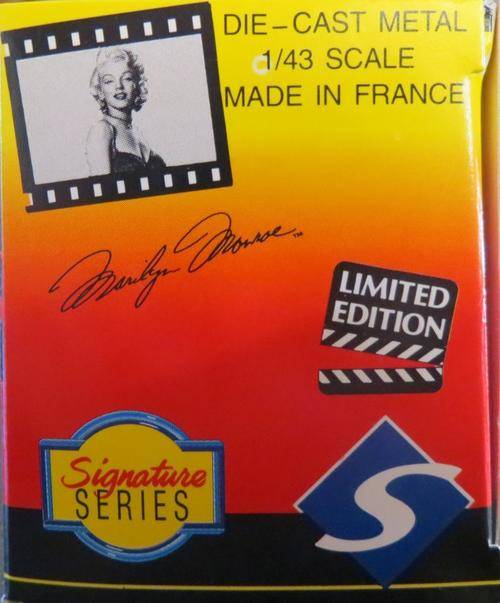 DIE-CAST METAL
1/43 SCALE
MADE IN FRANCE
Marilyn Monroe™
LIMITED
EDITION
Signature
SERIES
S